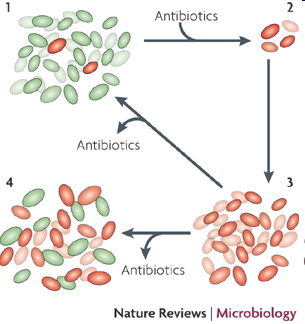 1
Antibiotics
2
Antibiotics
4
3
Antibiotics
Nature Reviews | Microbiology